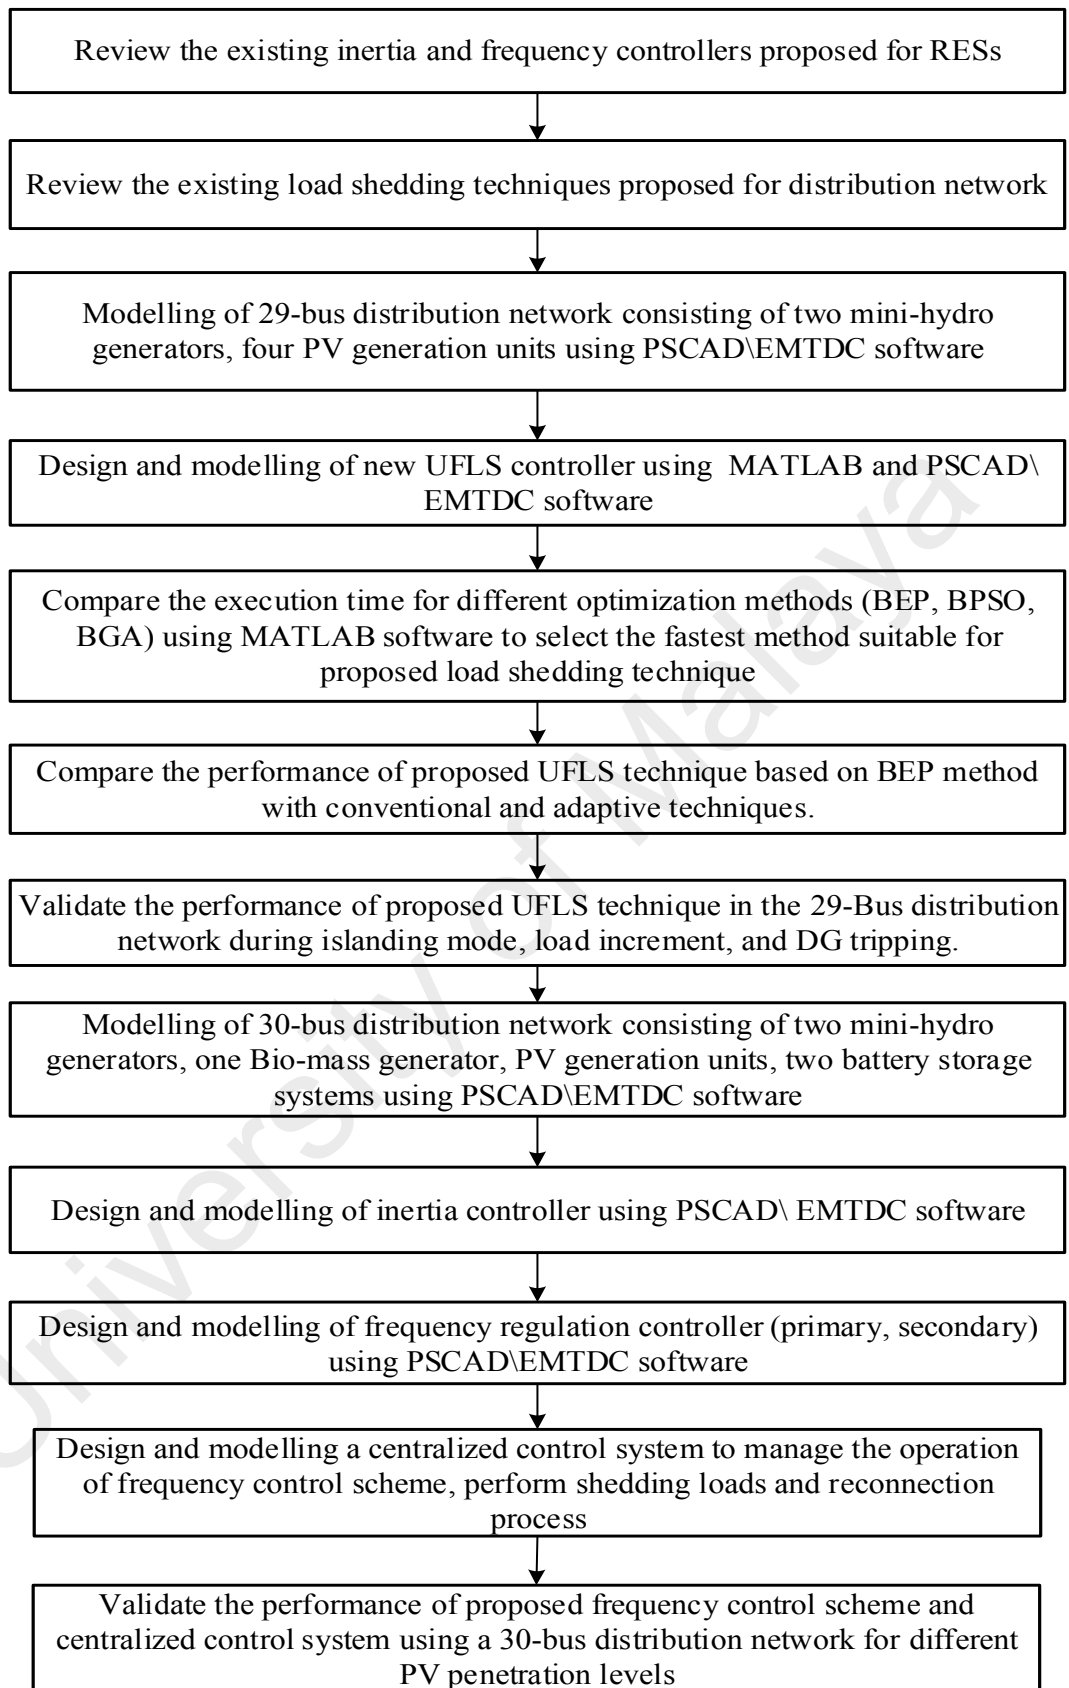 Review the existing inertia and frequency controllers proposed for RESs
Review the existing load shedding techniques proposed for distribution network
Modelling of 29-bus distribution network consisting of two mini-hydro
generators, four PV generation units using PSCAD\EMTDC software
Design and modelling of new UFLS controller using MATLAB and PSCAD\
EMTDC software
Compare the execution time for different optimization methods (BEP, BPSO,
BGA) using MATLAB software to select the fastest method suitable for
proposed load shedding technique
Compare the performance of proposed UFLS technique based on BEP method
with conventional and adaptive techniques.
Validate the performance of proposed UFLS technique in the 29-Bus distribution
network during islanding mode, load increment, and DG tripping.
Modelling of 30-bus distribution network consisting of two mini-hydro
generators, one Bio-mass generator, PV generation units, two battery storage
systems using PSCAD\EMTDC software
Design and modelling of inertia controller using PSCAD\ EMTDC software
Design and modelling of frequency regulation controller (primary, secondary)
using PSCAD\EMTDC software
Design and modelling a centralized control system to manage the operation
of frequency control scheme, perform shedding loads and reconnection
process
Validate the performance of proposed frequency control scheme and
centralized control system using a 30-bus distribution network for different
PV penetration levels
University of Malaya